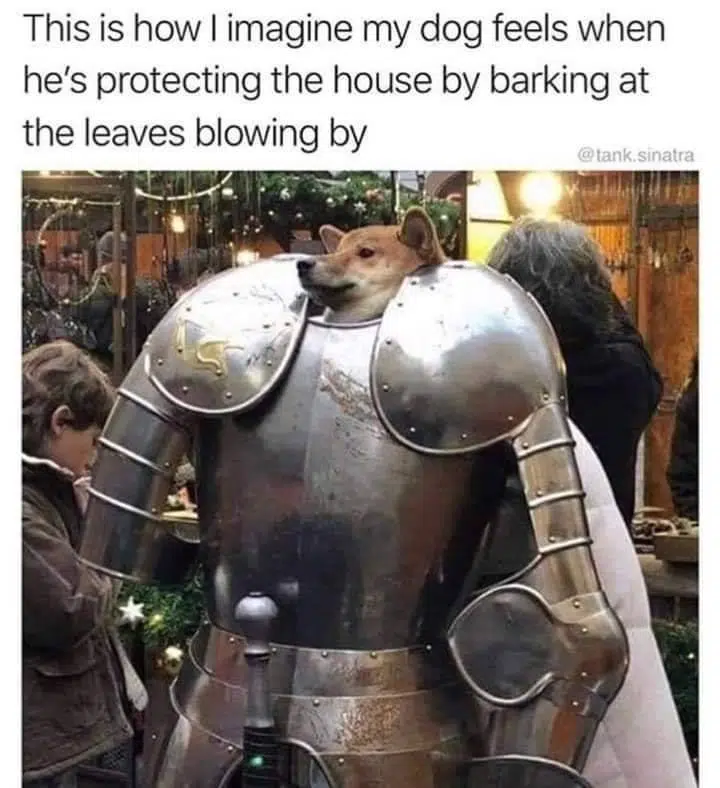 This is how I imagine my dog feels when
he's protecting the house by barking at
the leaves blowing by
@tank.sinatra